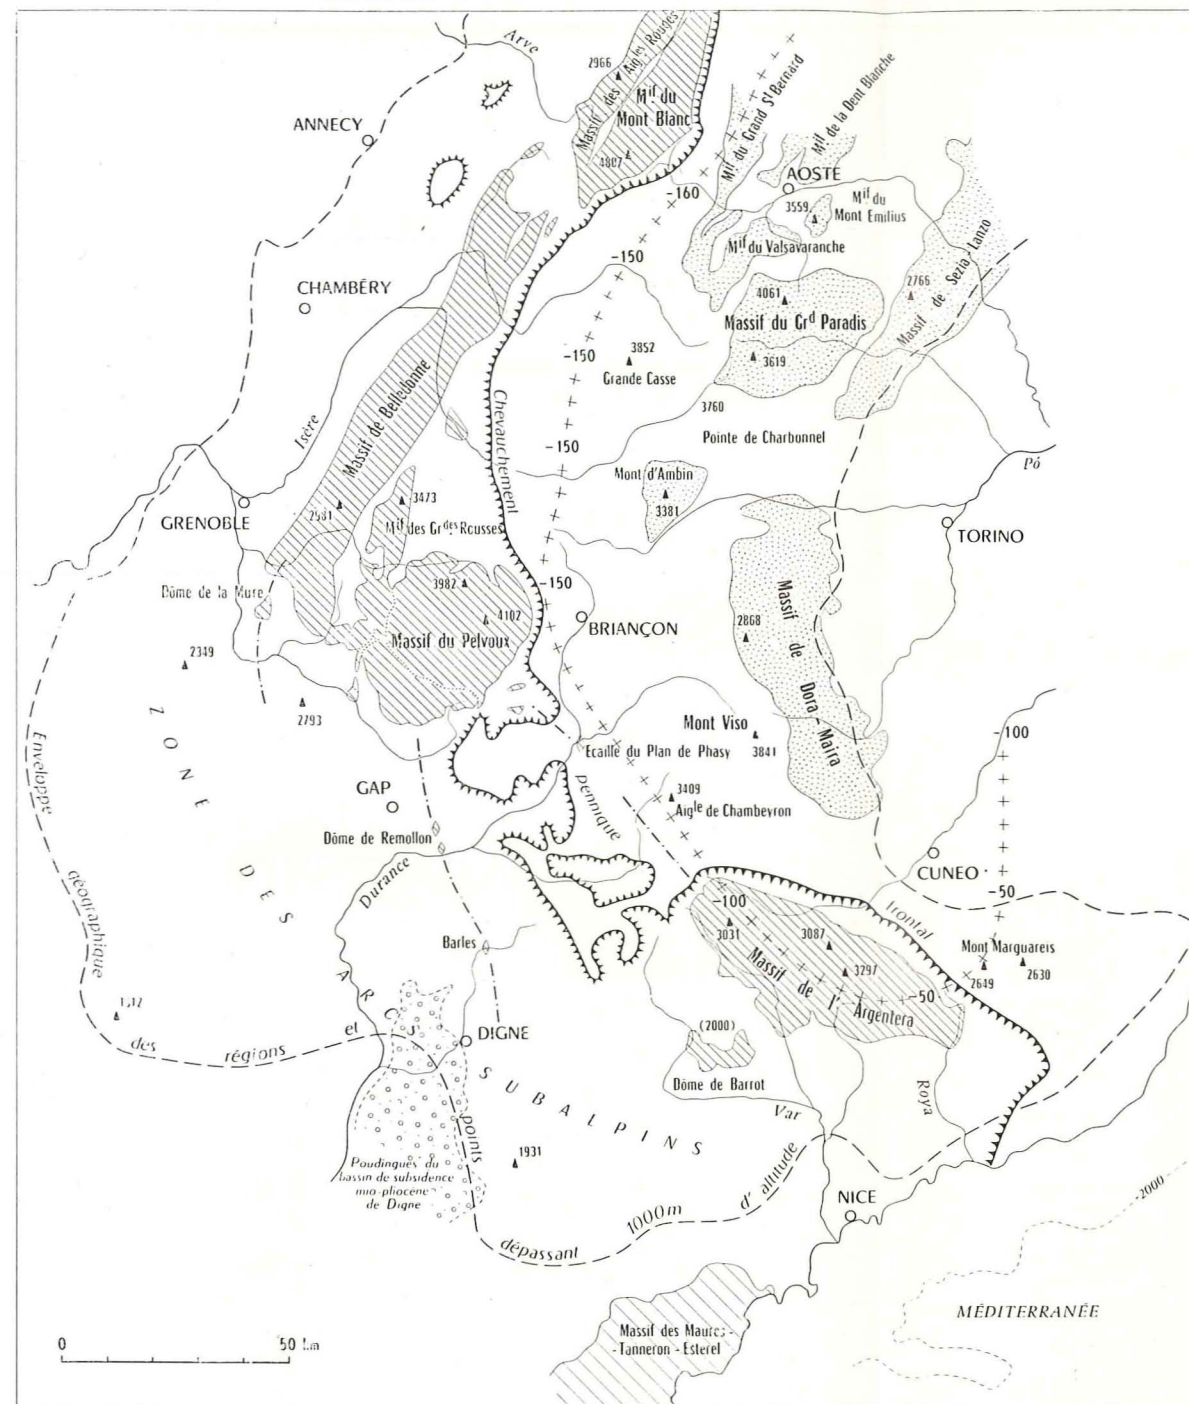 Arve
2966
Massif des Aigles Rouges
Mif du
Mont Blanc
4807
ANNECY
Mif du Grand St Bernard
Mif de la Dent Blanche
AOSTE
-160
3559
Mif du
Mont Emilius
-150
Mif du Valsavaranche
CHAMBÉRY
4061
2765
Massif de Sezia-Lanzo
Massif du Grd Paradis
-150
3852
Grande Casse
3619
Isère
Massif de Belledonne
Chevauchement
3760
Pointe de Charbonnel
-150
Pô
Mont d'Ambin
3381
GRENOBLE
2981
3473
Mif des Grdes Rousses
TORINO
Dôme de la Mure
3982
-150
4102
BRIANÇON
Massif du Pelvoux
2868
Massif de Dora-Maira
2349
2793
ZONE DES
Mont Viso
3841
-100
Ecaille du Plan de Phasy
Enveloppe
GAP
pennique
3409
Aigle de Chambeyron
Dôme de Remollon
Durance
CUNEO
-50
géographique
frontal
-100
3031
3087
Mont Marguareis
Barles
3297
2649
2630
Massif de l'Argentera
-50
ARCS
des régions et
DIGNE
(2000)
Dôme de Barrot
SUBALPINS
Var
Roya
points
1931
Poudingues du
bassin de subsidence
mio-pliocène
de Digne
d'altitude
1000m
NICE
-2000
dépassant
MÉDITERRANÉE
Massif des Maures-
-Tanneron-Esterel
0
50 km